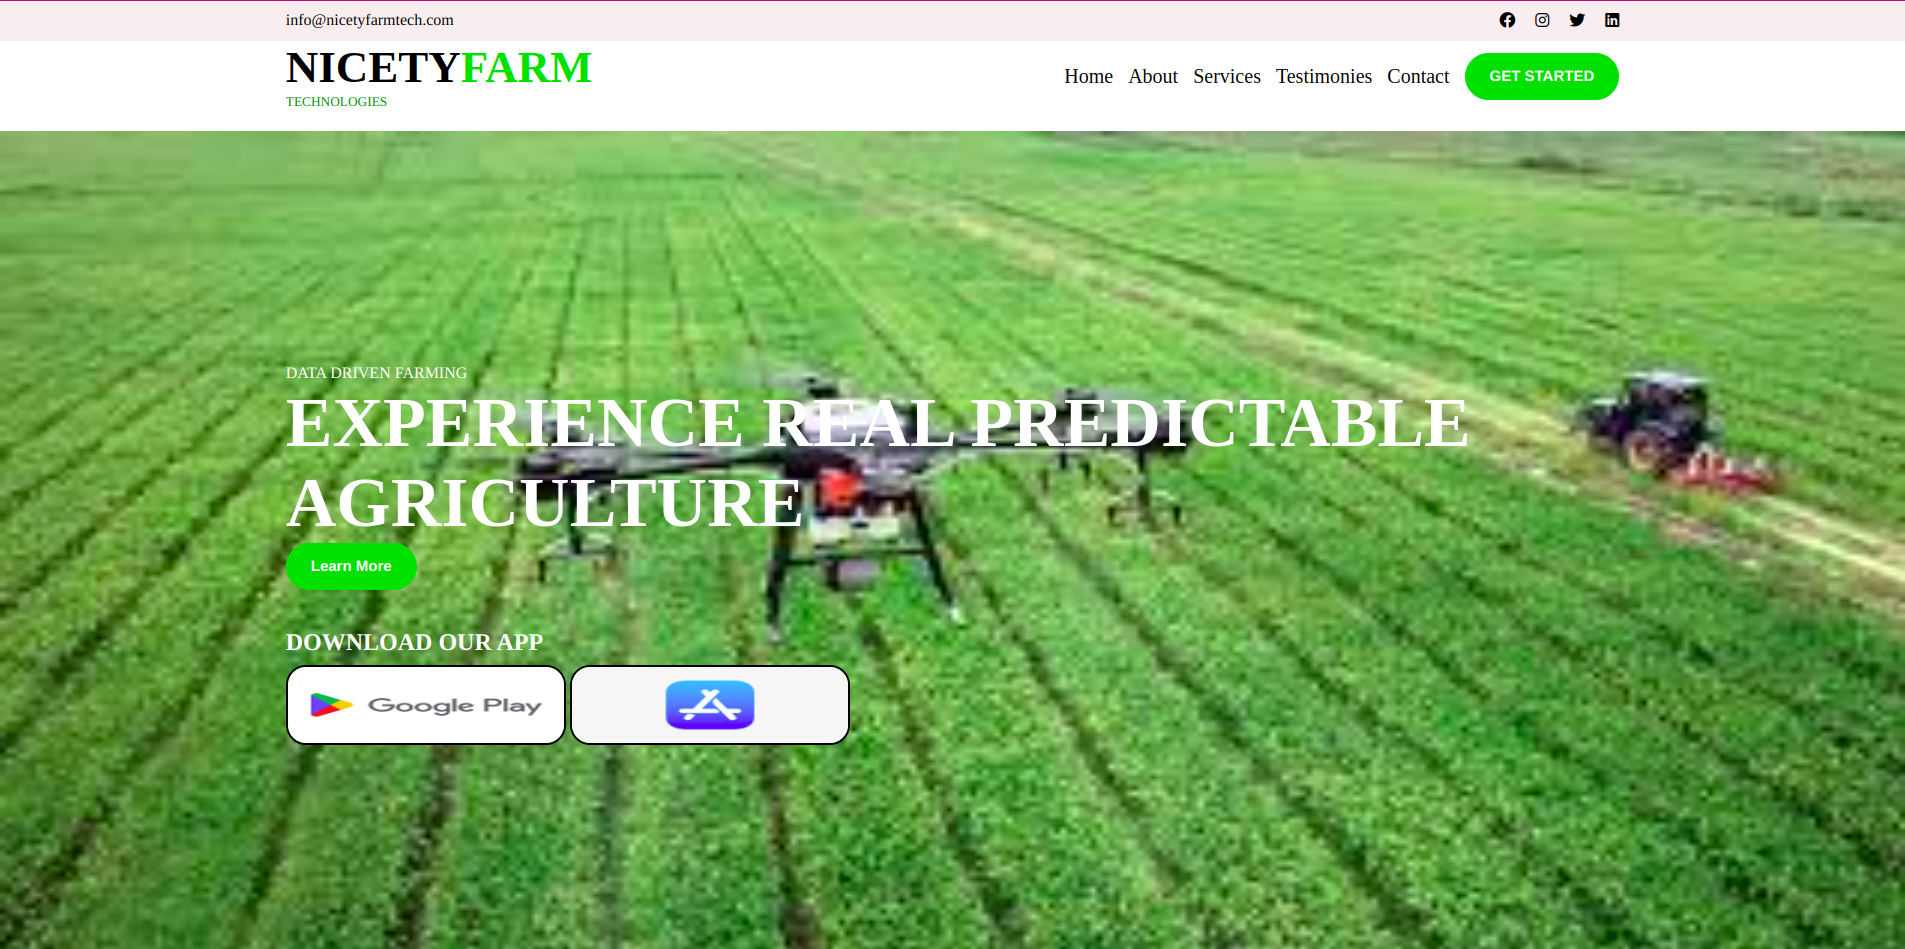 info@nicetyfarmtech.com
NICETYFARM
TECHNOLOGIES
Home About Services Testimonies Contact GET STARTED
DATA DRIVEN FARMING
EXPERIENCE REAL PREDICTABLE
AGRICULTURE
Learn More
DOWNLOAD OUR APP
Google Play